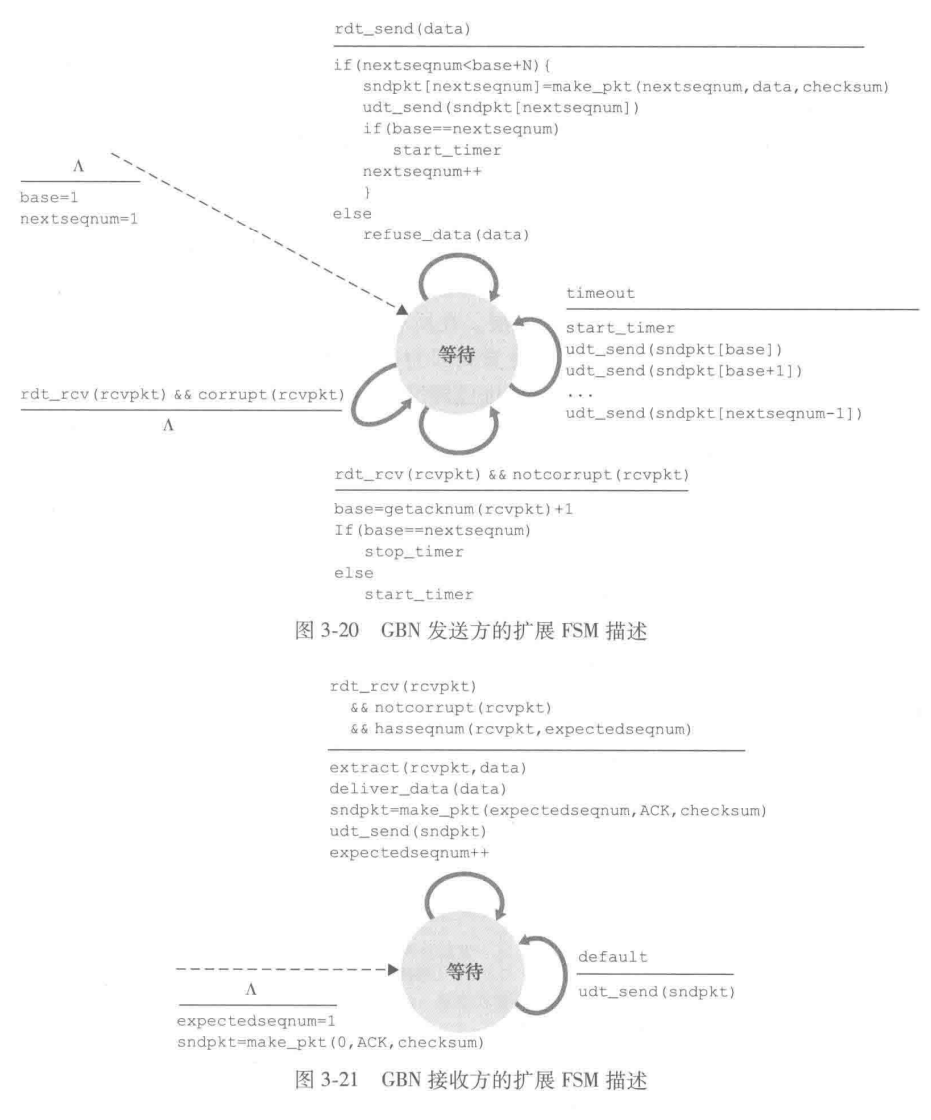 rdt_send(data)
if(nextseqnum<base+N){
sndpkt[nextseqnum]=make_pkt(nextseqnum,data,checksum)
udt_send(sndpkt[nextseqnum])
if(base==nextseqnum)
start_timer
nextseqnum++
}
else
refuse_data(data)
Λ
base=1
nextseqnum=1
等待
timeout
start_timer
udt_send(sndpkt[base])
udt_send(sndpkt[base+1])
...
udt_send(sndpkt[nextseqnum-1])
rdt_rcv(rcvpkt) && corrupt(rcvpkt)
Λ
rdt_rcv(rcvpkt) && notcorrupt(rcvpkt)
base=getacknum(rcvpkt)+1
If(base==nextseqnum)
stop_timer
else
start_timer
图 3-20 GBN 发送方的扩展 FSM 描述
rdt_rcv(rcvpkt)
&& notcorrupt(rcvpkt)
&& hasseqnum(rcvpkt,expectedseqnum)
extract(rcvpkt,data)
deliver_data(data)
sndpkt=make_pkt(expectedseqnum,ACK,checksum)
udt_send(sndpkt)
expectedseqnum++
等待
default
udt_send(sndpkt)
Λ
expectedseqnum=1
sndpkt=make_pkt(0,ACK,checksum)
图 3-21 GBN 接收方的扩展 FSM 描述